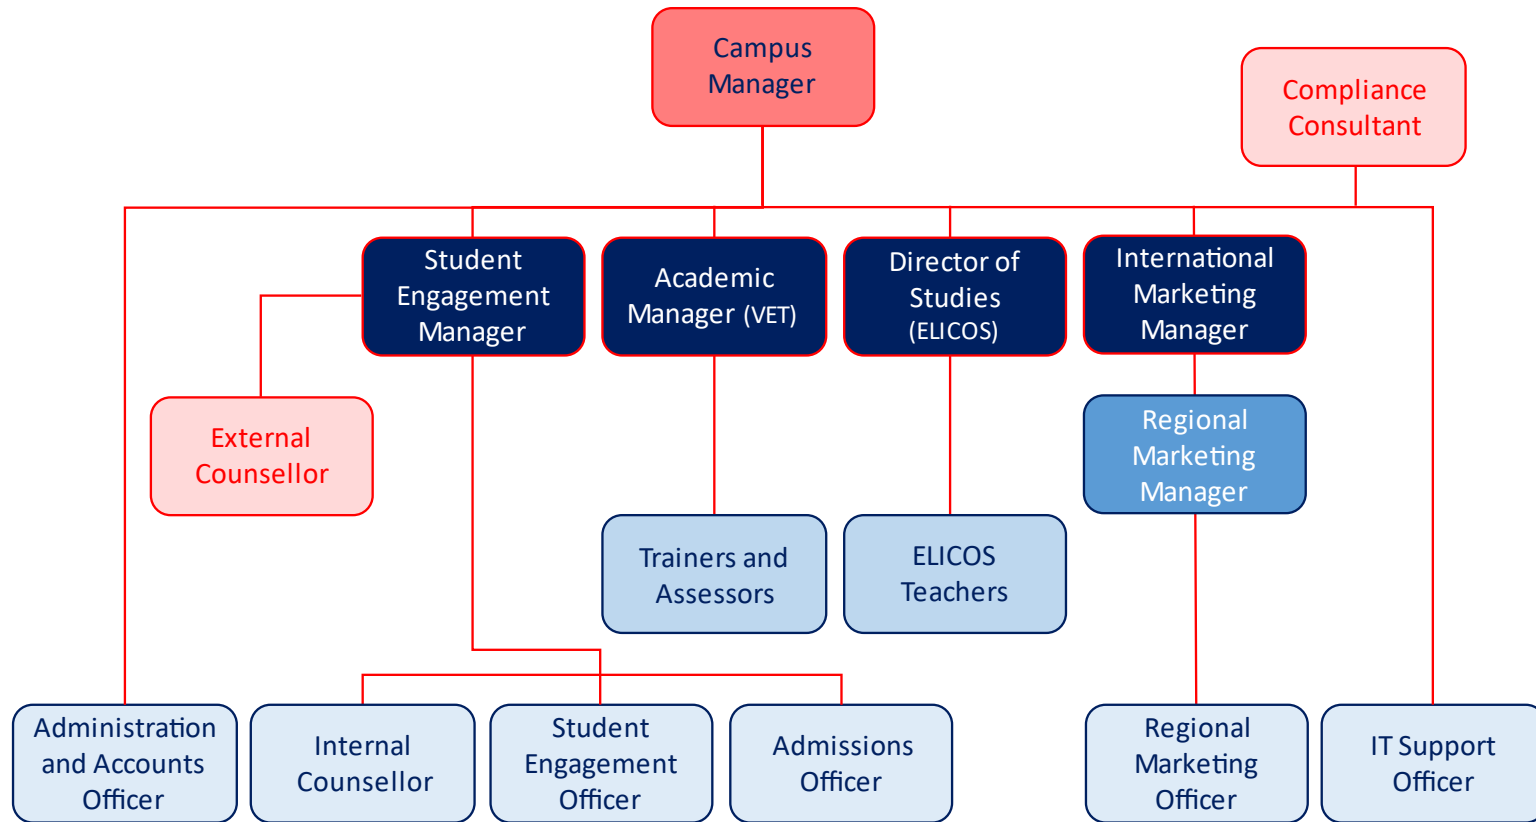 Campus
Manager
Compliance
Consultant
Student
Engagement
Manager
Academic
Manager (VET)
Director of
Studies
(ELICOS)
International
Marketing
Manager
External
Counsellor
Regional
Marketing
Manager
Trainers and
Assessors
ELICOS
Teachers
Administration
and Accounts
Officer
Internal
Counsellor
Student
Engagement
Officer
Admissions
Officer
Regional
Marketing
Officer
IT Support
Officer